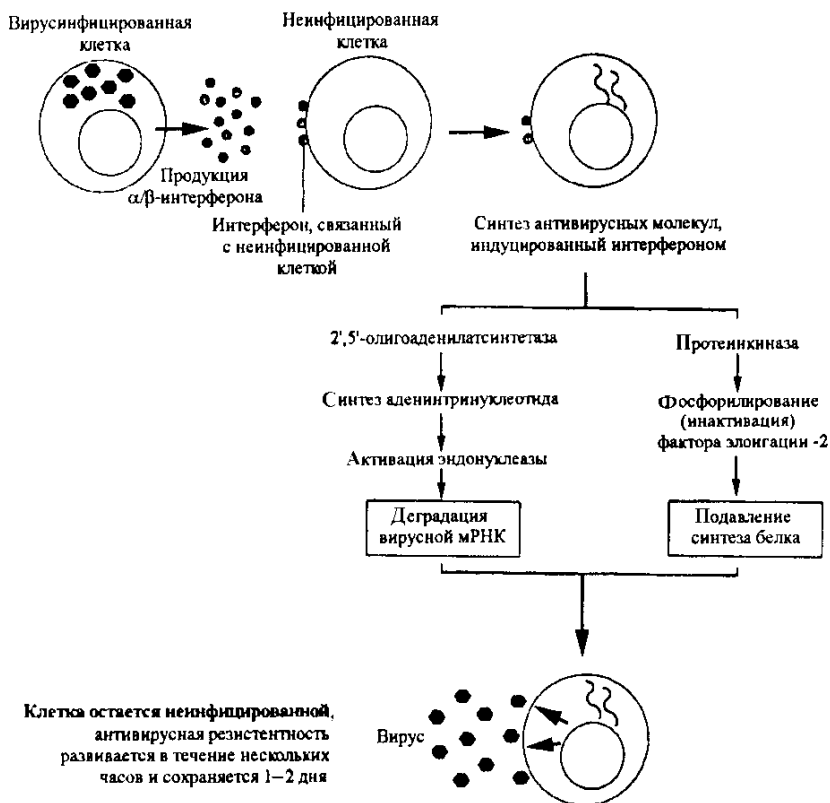 Вирусинфицированная
клетка
Неинфицированная
клетка
Продукция
α/β-интерферона
Интерферон, связанный
с неинфицированной
клеткой
Синтез антивирусных молекул,
индуцированный интерфероном
2',5'-олигоаденилатсинтетаза
Синтез аденинтринуклеотида
Активация эндонуклеазы
Деградация
вирусной мРНК
Протеинкиназа
Фосфорилирование
(инактивация)
фактора элонгации -2
Подавление
синтеза белка
Клетка остается неинфицированной,
антивирусная резистентность
развивается в течение нескольких
часов и сохраняется 1–2 дня
Вирус